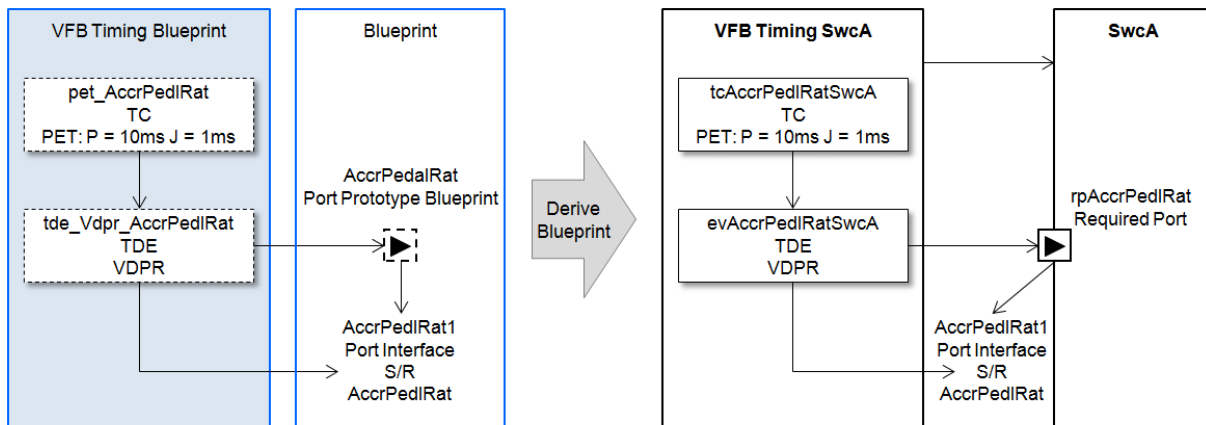 VFB Timing Blueprint
pet_AccrPedlRat
TC
PET: P = 10ms J = 1ms
tde_Vdpr_AccrPedlRat
TDE
VDPR
Blueprint
AccrPedalRat
Port Prototype Blueprint
AccrPedlRat1
Port Interface
S/R
AccrPedlRat
Derive
Blueprint
VFB Timing SwcA
tcAccrPedlRatSwcA
TC
PET: P = 10ms J = 1ms
evAccrPedlRatSwcA
TDE
VDPR
SwcA
rpAccrPedlRat
Required Port
AccrPedlRat1
Port Interface
S/R
AccrPedlRat